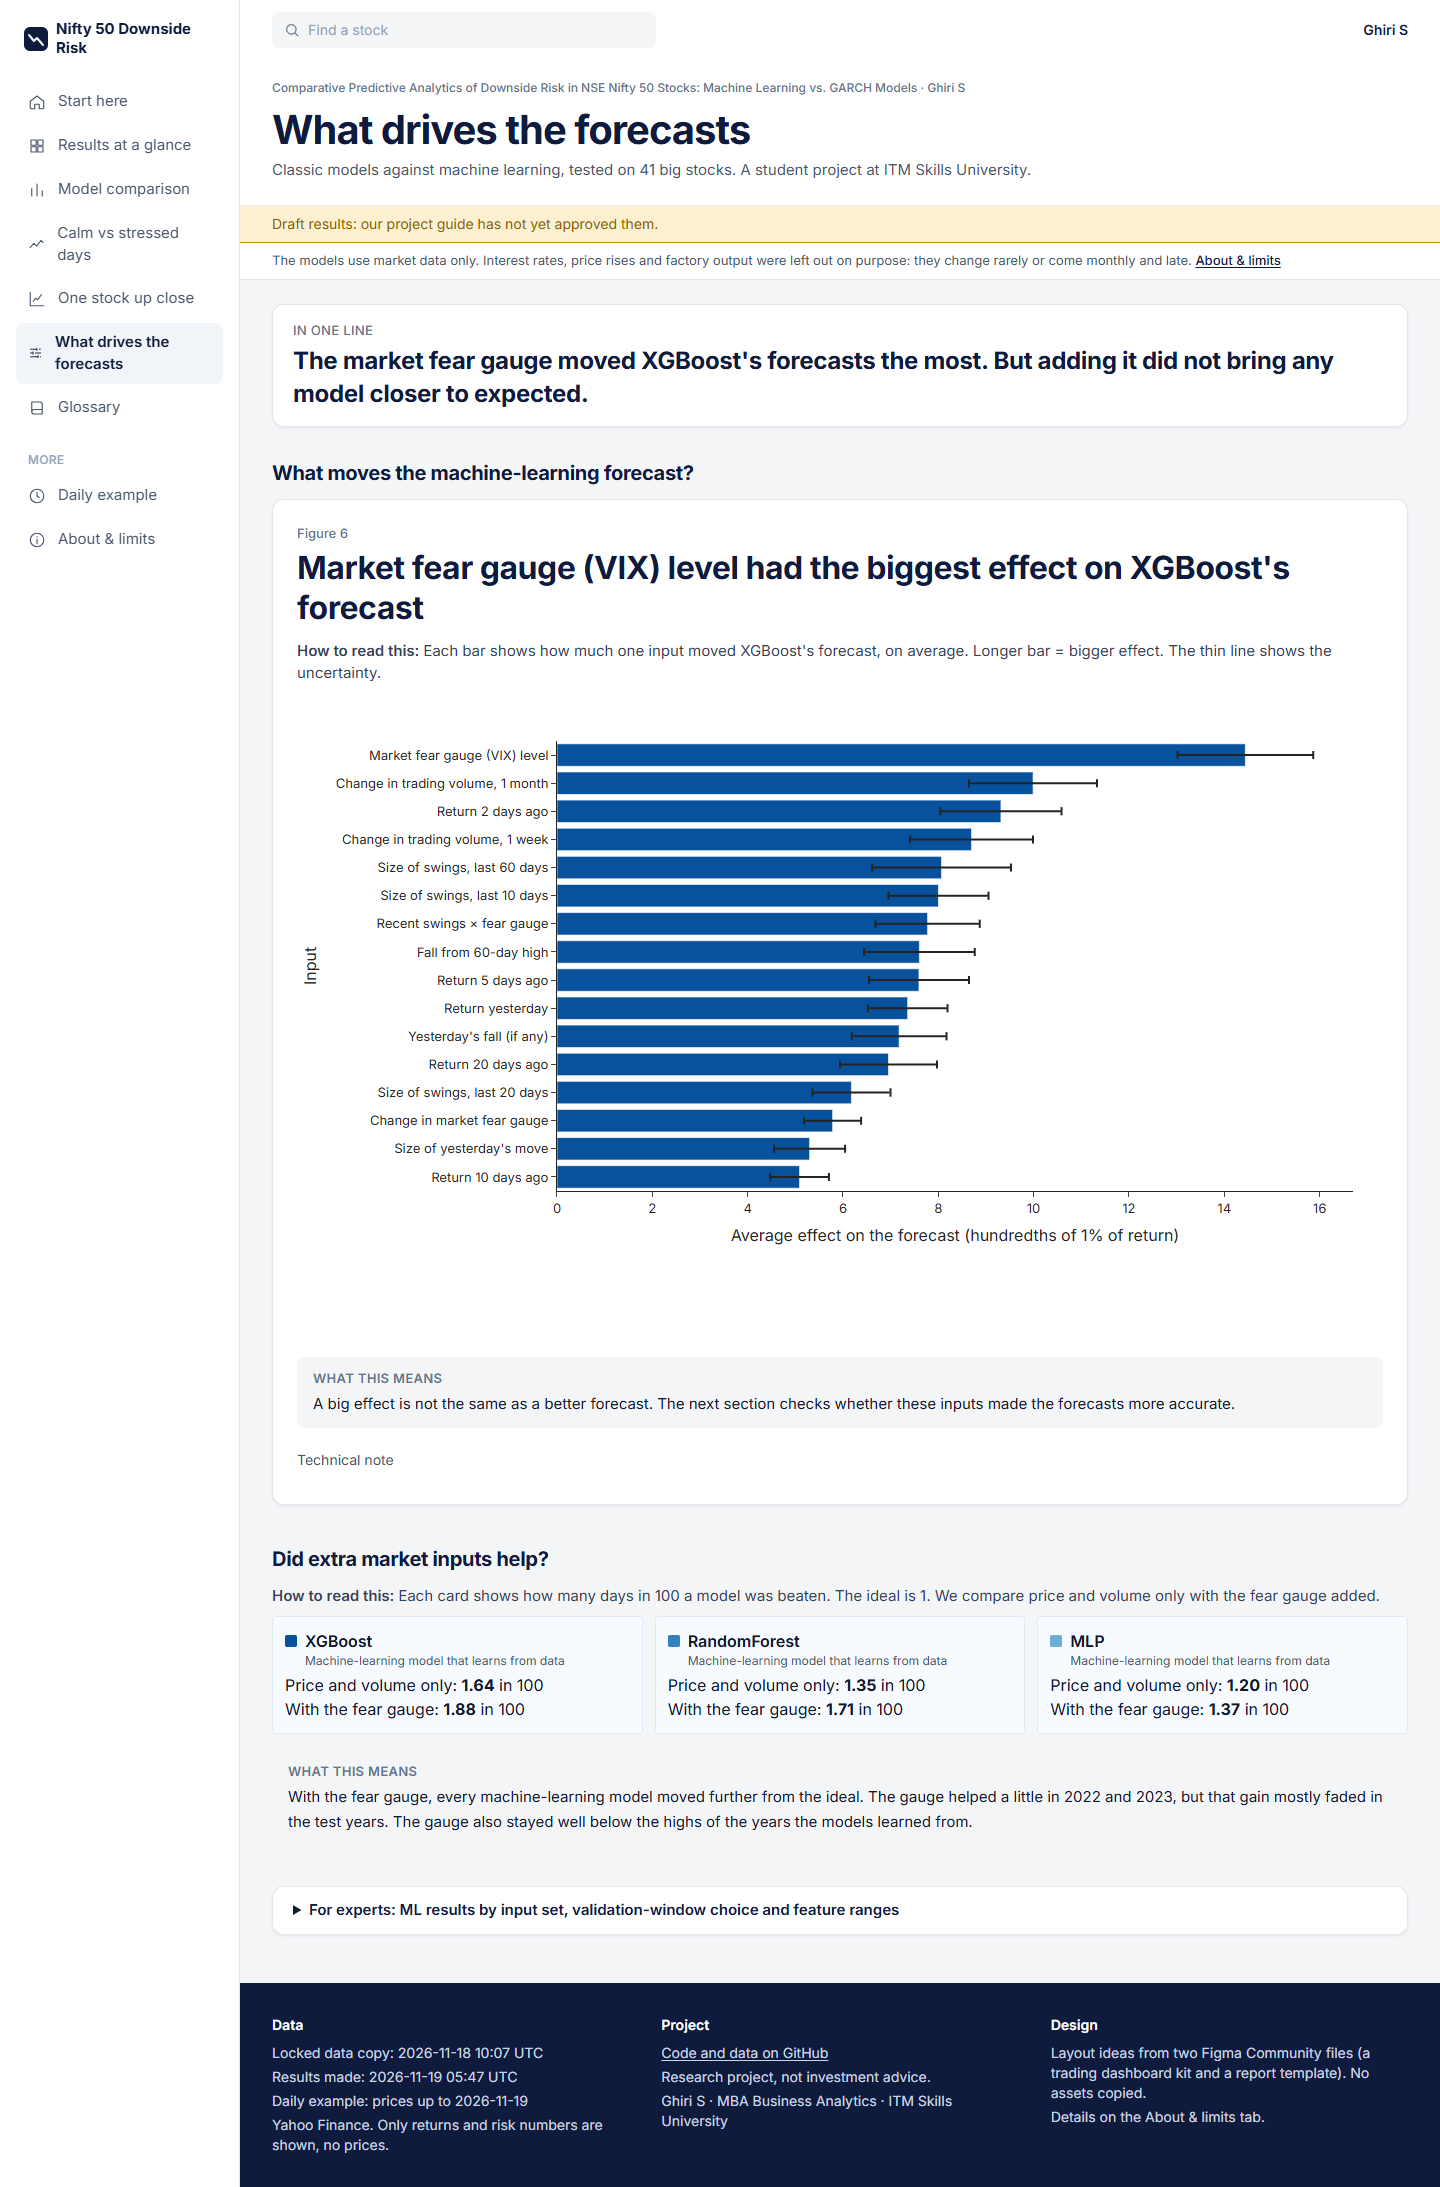 Nifty 50 Downside
Risk
Start here
Results at a glance
Model comparison
Calm vs stressed
days
One stock up close
What drives the
forecasts
Glossary
MORE
Daily example
About & limits
Find a stock
Ghiri S
Comparative Predictive Analytics of Downside Risk in NSE Nifty 50 Stocks: Machine Learning vs. GARCH Models · Ghiri S
What drives the forecasts
Classic models against machine learning, tested on 41 big stocks. A student project at ITM Skills University.
Draft results: our project guide has not yet approved them.
The models use market data only. Interest rates, price rises and factory output were left out on purpose: they change rarely or come monthly and late. About & limits
IN ONE LINE
The market fear gauge moved XGBoost's forecasts the most. But adding it did not bring any
model closer to expected.
What moves the machine-learning forecast?
Figure 6
Market fear gauge (VIX) level had the biggest effect on XGBoost's
forecast
How to read this: Each bar shows how much one input moved XGBoost's forecast, on average. Longer bar = bigger effect. The thin line shows the
uncertainty.
Input
Market fear gauge (VIX) level
Change in trading volume, 1 month
Return 2 days ago
Change in trading volume, 1 week
Size of swings, last 60 days
Size of swings, last 10 days
Recent swings × fear gauge
Fall from 60-day high
Return 5 days ago
Return yesterday
Yesterday's fall (if any)
Return 20 days ago
Size of swings, last 20 days
Change in market fear gauge
Size of yesterday's move
Return 10 days ago
0 2 4 6 8 10 12 14 16
Average effect on the forecast (hundredths of 1% of return)
WHAT THIS MEANS
A big effect is not the same as a better forecast. The next section checks whether these inputs made the forecasts more accurate.
Technical note
Did extra market inputs help?
How to read this: Each card shows how many days in 100 a model was beaten. The ideal is 1. We compare price and volume only with the fear gauge added.
XGBoost
Machine-learning model that learns from data
Price and volume only: 1.64 in 100
With the fear gauge: 1.88 in 100
RandomForest
Machine-learning model that learns from data
Price and volume only: 1.35 in 100
With the fear gauge: 1.71 in 100
MLP
Machine-learning model that learns from data
Price and volume only: 1.20 in 100
With the fear gauge: 1.37 in 100
WHAT THIS MEANS
With the fear gauge, every machine-learning model moved further from the ideal. The gauge helped a little in 2022 and 2023, but that gain mostly faded in
the test years. The gauge also stayed well below the highs of the years the models learned from.
For experts: ML results by input set, validation-window choice and feature ranges
Data
Locked data copy: 2026-11-18 10:07 UTC
Results made: 2026-11-19 05:47 UTC
Daily example: prices up to 2026-11-19
Yahoo Finance. Only returns and risk numbers are
shown, no prices.
Project
Code and data on GitHub
Research project, not investment advice.
Ghiri S · MBA Business Analytics · ITM Skills
University
Design
Layout ideas from two Figma Community files (a
trading dashboard kit and a report template). No
assets copied.
Details on the About & limits tab.